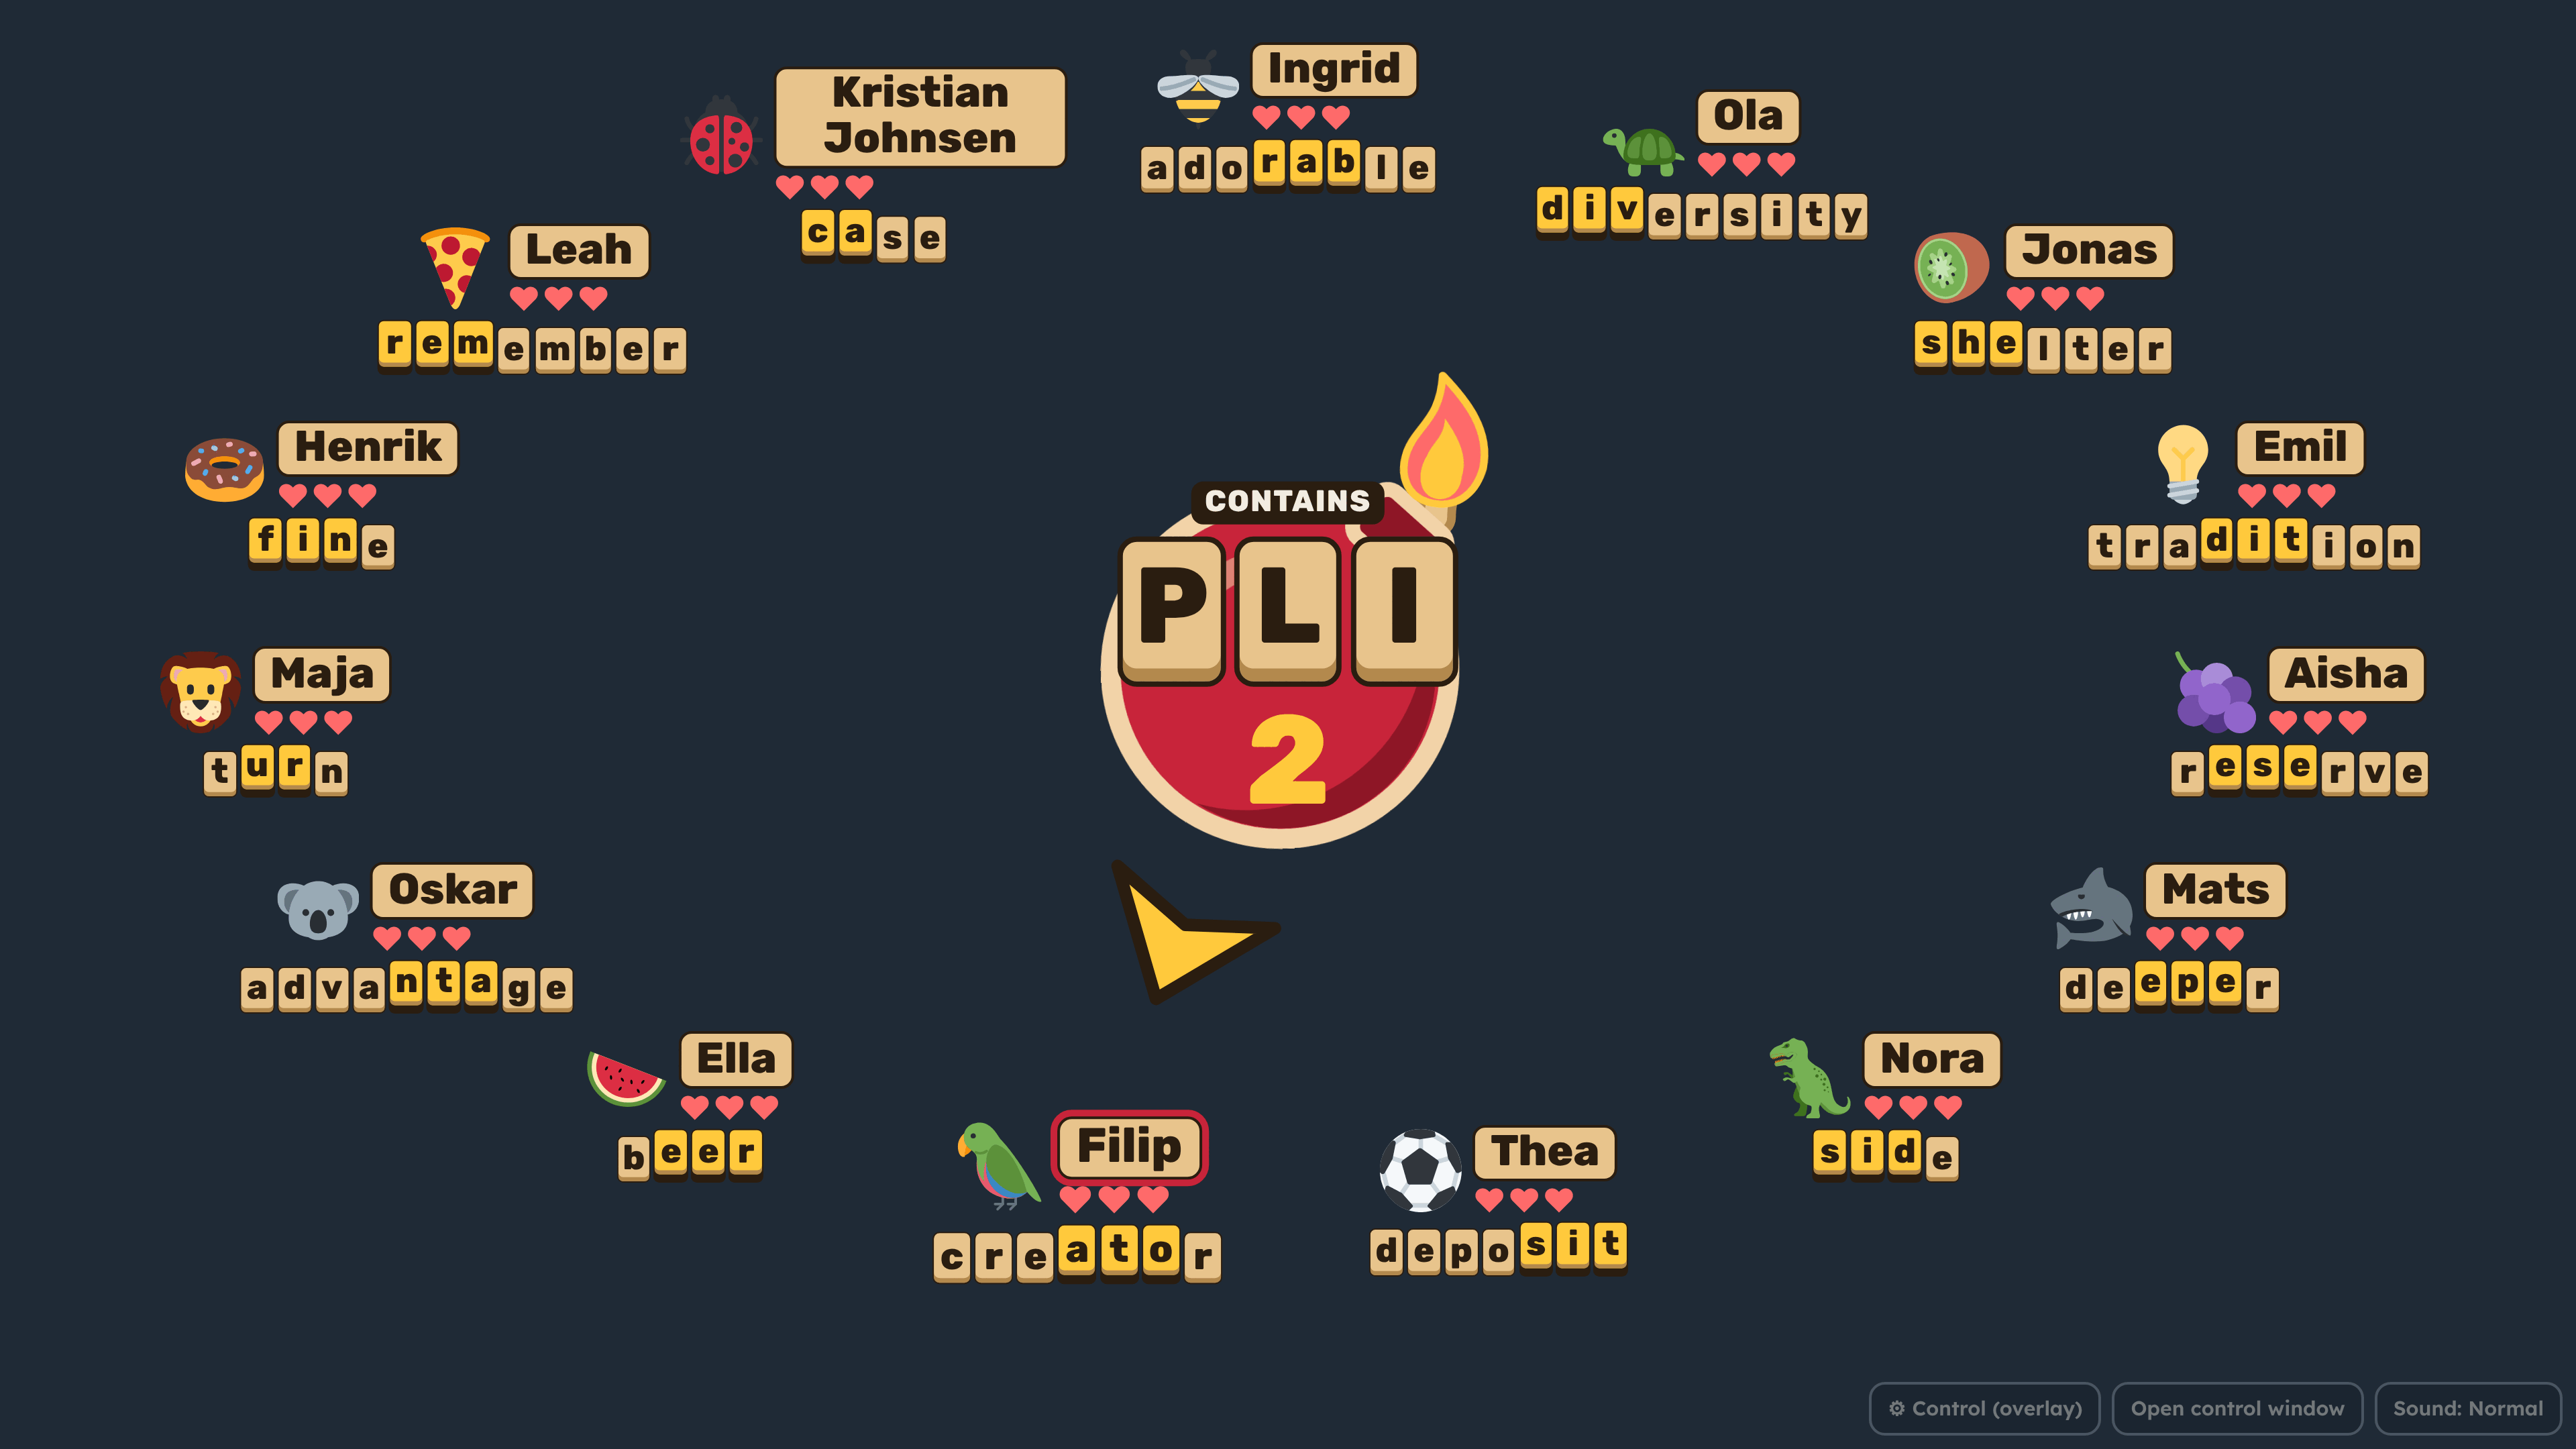 Ingrid
adorable
Kristian
Johnsen
case
Ola
diversity
Leah
remember
Jonas
shelter
Henrik
fine
Emil
tradition
CONTAINS
PLI
2
Maja
turn
Aisha
reserve
Oskar
advantage
Mats
deeper
Ella
beer
Nora
side
Filip
creator
Thea
deposit
Control (overlay)
Open control window
Sound: Normal